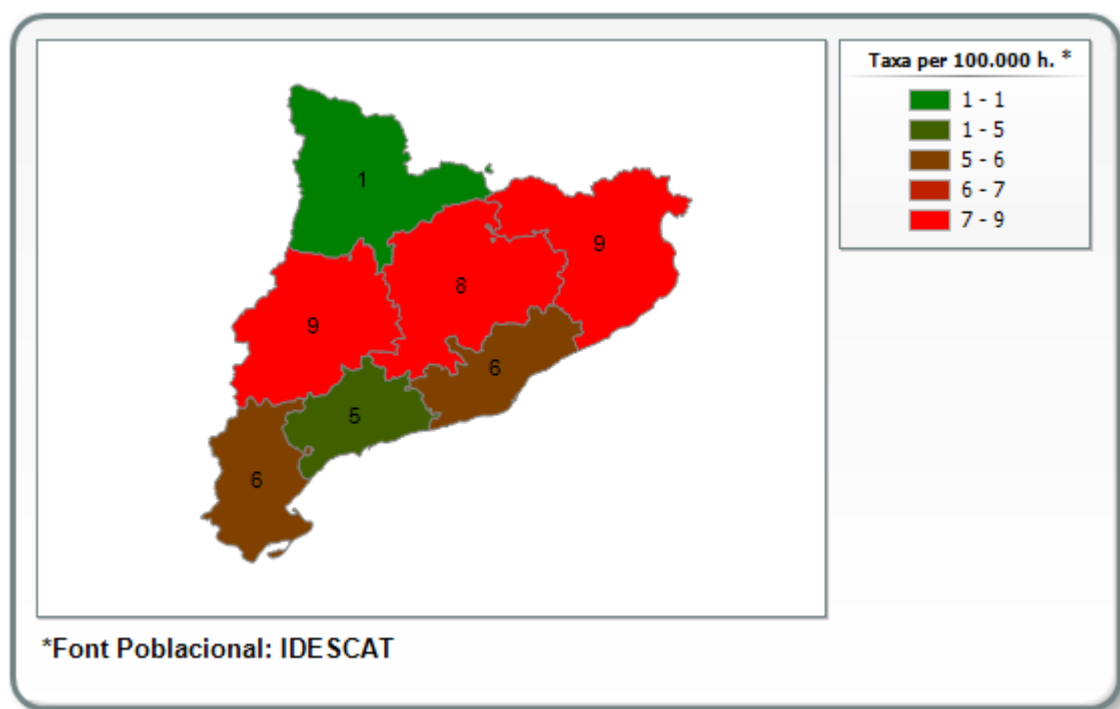 Taxa per 100.000 h. *
1 - 1
1 - 5
5 - 6
6 - 7
7 - 9
1
9
8
9
6
5
6
*Font Poblacional: IDESCAT